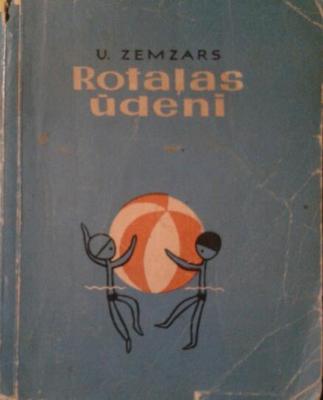 U. ZEMZARS
Rotaļas
ūdenī